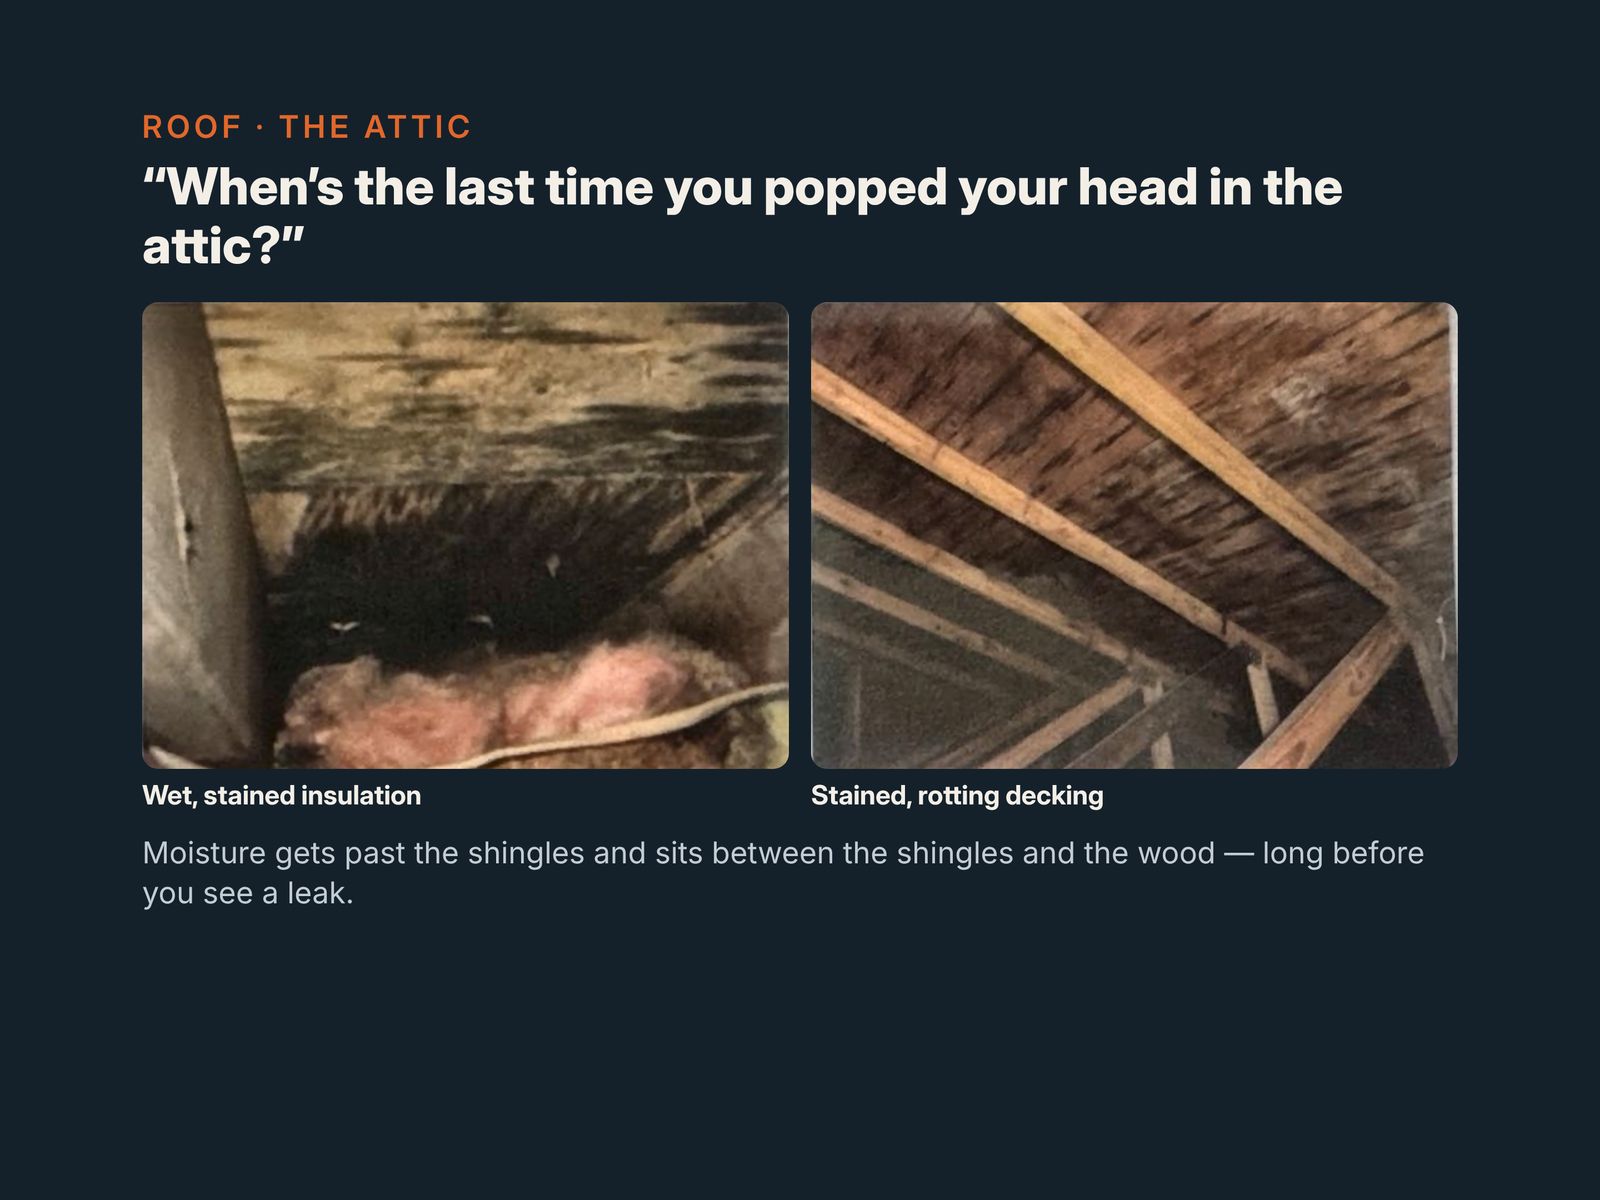 ROOF · THE ATTIC
“When’s the last time you popped your head in the
attic?”
Wet, stained insulation
Stained, rotting decking
Moisture gets past the shingles and sits between the shingles and the wood — long before
you see a leak.